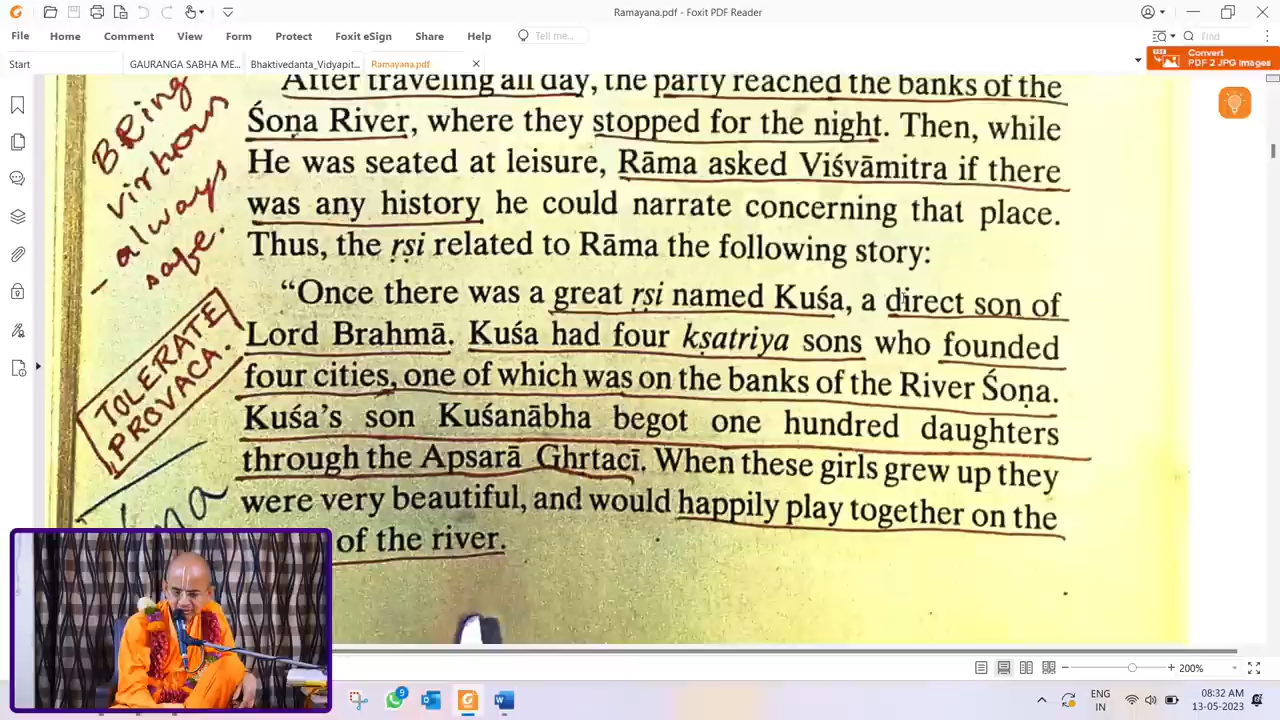 Ramayana.pdf - Foxit PDF Reader
File Home Comment View Form Protect Foxit eSign Share Help Tell me... Find
Start GAURANGA SABHA ME... Bhaktivedanta_Vidyapit... Ramayana.pdf
Convert
PDF 2 JPG Images
After traveling all day, the party reached the banks of the
Śoṇa River, where they stopped for the night. Then, while
He was seated at leisure, Rāma asked Viśvāmitra if there
was any history he could narrate concerning that place.
Thus, the ṛṣi related to Rāma the following story:
“Once there was a great ṛṣi named Kuśa, a direct son of
Lord Brahmā. Kuśa had four kṣatriya sons who founded
four cities, one of which was on the banks of the River Śoṇa.
Kuśa's son Kuśanābha begot one hundred daughters
through the Apsarā Ghrtacī. When these girls grew up they
were very beautiful, and would happily play together on the
of the river.
BRing
virtuous
- always
safe.
TOLERATE
PROVACA.
200%
9
ENG
IN
08:32 AM
13-05-2023